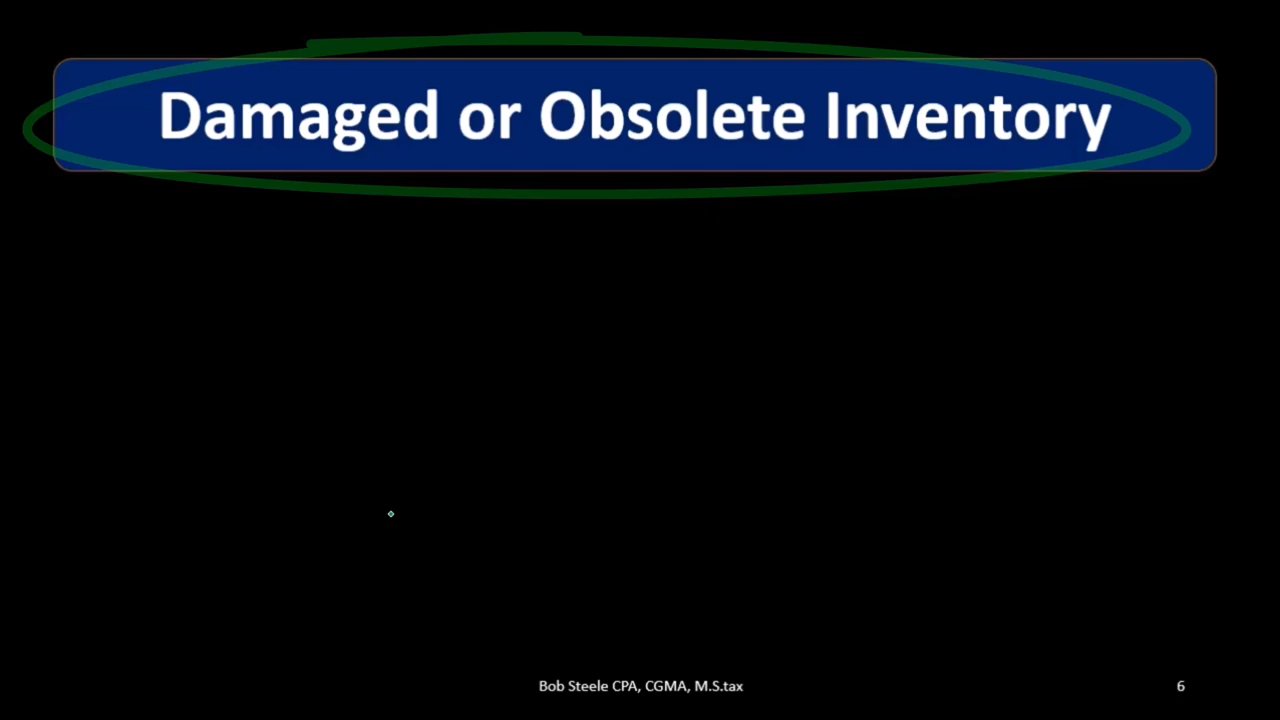 Damaged or Obsolete Inventory
Bob Steele CPA, CGMA, M.S.tax
6